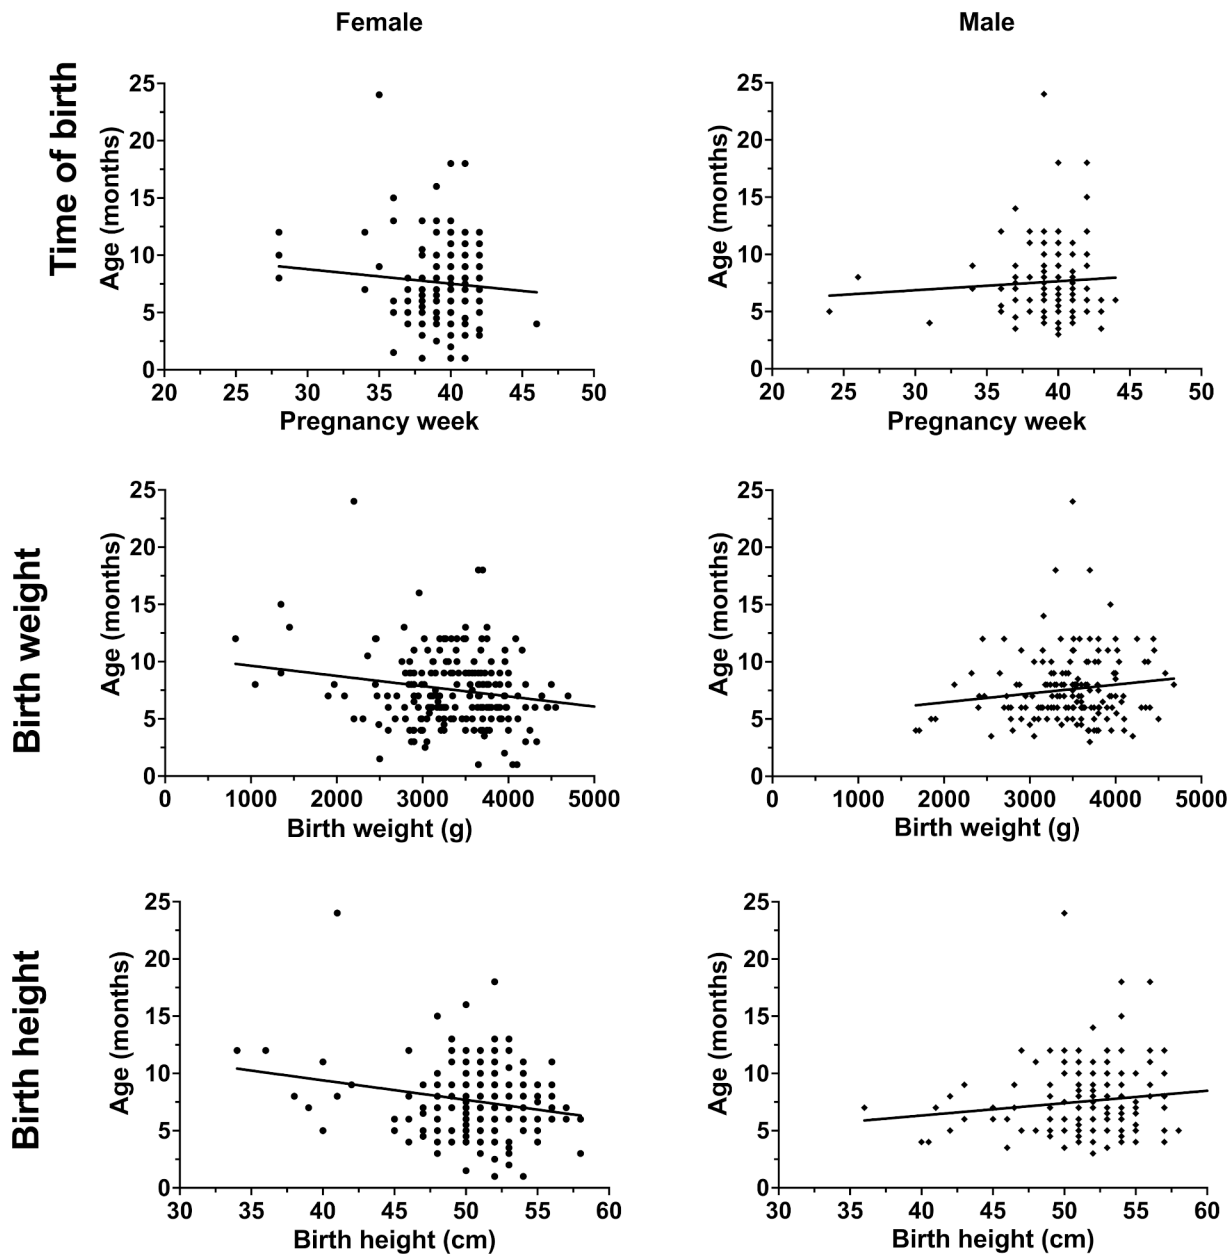 Female
Male
Time of birth
Age (months)
25
20
15
10
5
0
20 25 30 35 40 45 50
Pregnancy week
Age (months)
25
20
15
10
5
0
20 25 30 35 40 45 50
Pregnancy week
Birth weight
Age (months)
25
20
15
10
5
0
0 1000 2000 3000 4000 5000
Birth weight (g)
Age (months)
25
20
15
10
5
0
0 1000 2000 3000 4000 5000
Birth weight (g)
Birth height
Age (months)
25
20
15
10
5
0
30 35 40 45 50 55 60
Birth height (cm)
Age (months)
25
20
15
10
5
0
30 35 40 45 50 55 60
Birth height (cm)